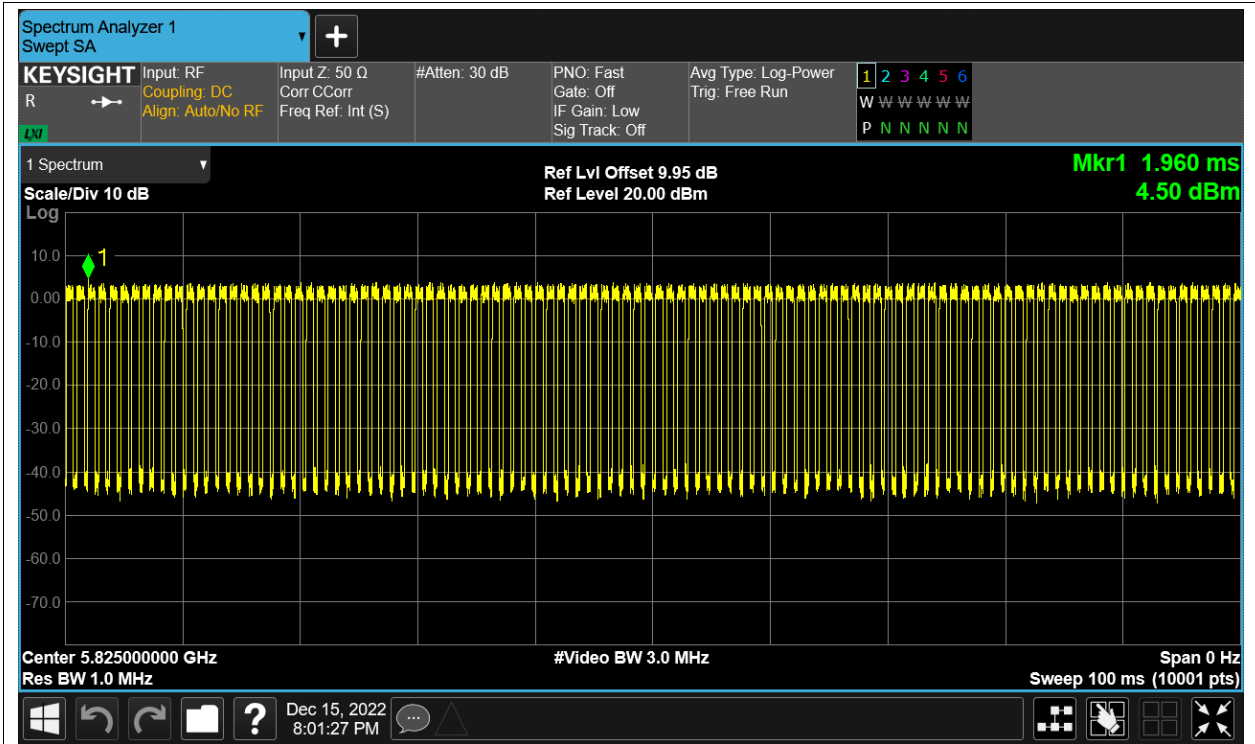 Spectrum Analyzer 1
Swept SA
KEYSIGHT
R
LXI
Input: RF
Coupling: DC
Align: Auto/No RF
Input Z: 50 Ω
Corr CCorr
Freq Ref: Int (S)
#Atten: 30 dB
PNO: Fast
Gate: Off
IF Gain: Low
Sig Track: Off
Avg Type: Log-Power
Trig: Free Run
1 2 3 4 5 6
W W W W W W
P N N N N N
1 Spectrum
Scale/Div 10 dB
Log
Ref Lvl Offset 9.95 dB
Ref Level 20.00 dBm
Mkr1 1.960 ms
4.50 dBm
1
10.0
0.00
-10.0
-20.0
-30.0
-40.0
-50.0
-60.0
-70.0
Center 5.825000000 GHz
Res BW 1.0 MHz
#Video BW 3.0 MHz
Span 0 Hz
Sweep 100 ms (10001 pts)
?
Dec 15, 2022
8:01:27 PM